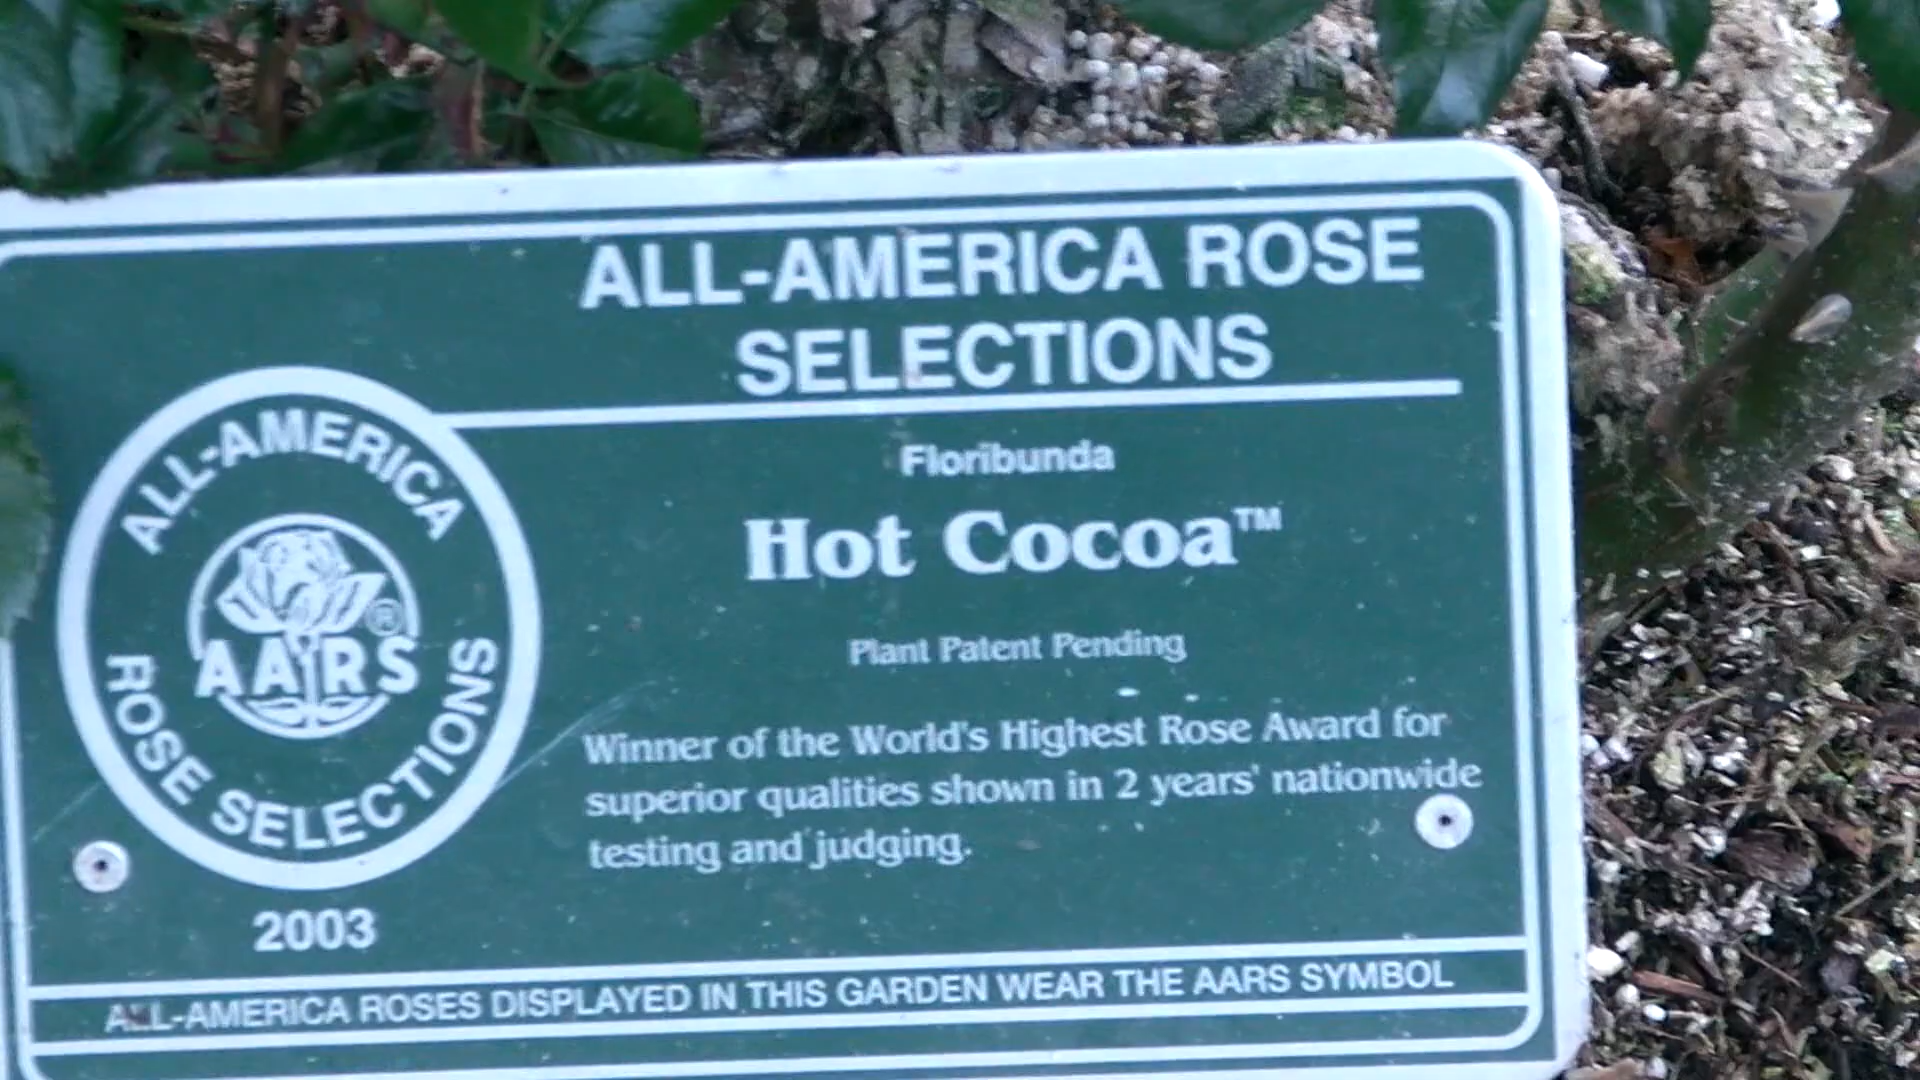 ALL-AMERICA ROSE
SELECTIONS
ALL-AMERICA
AARS®
ROSE SELECTIONS
2003
Floribunda
Hot Cocoa™
Plant Patent Pending
Winner of the World's Highest Rose Award for
superior qualities shown in 2 years' nationwide
testing and judging.
ALL-AMERICA ROSES DISPLAYED IN THIS GARDEN WEAR THE AARS SYMBOL